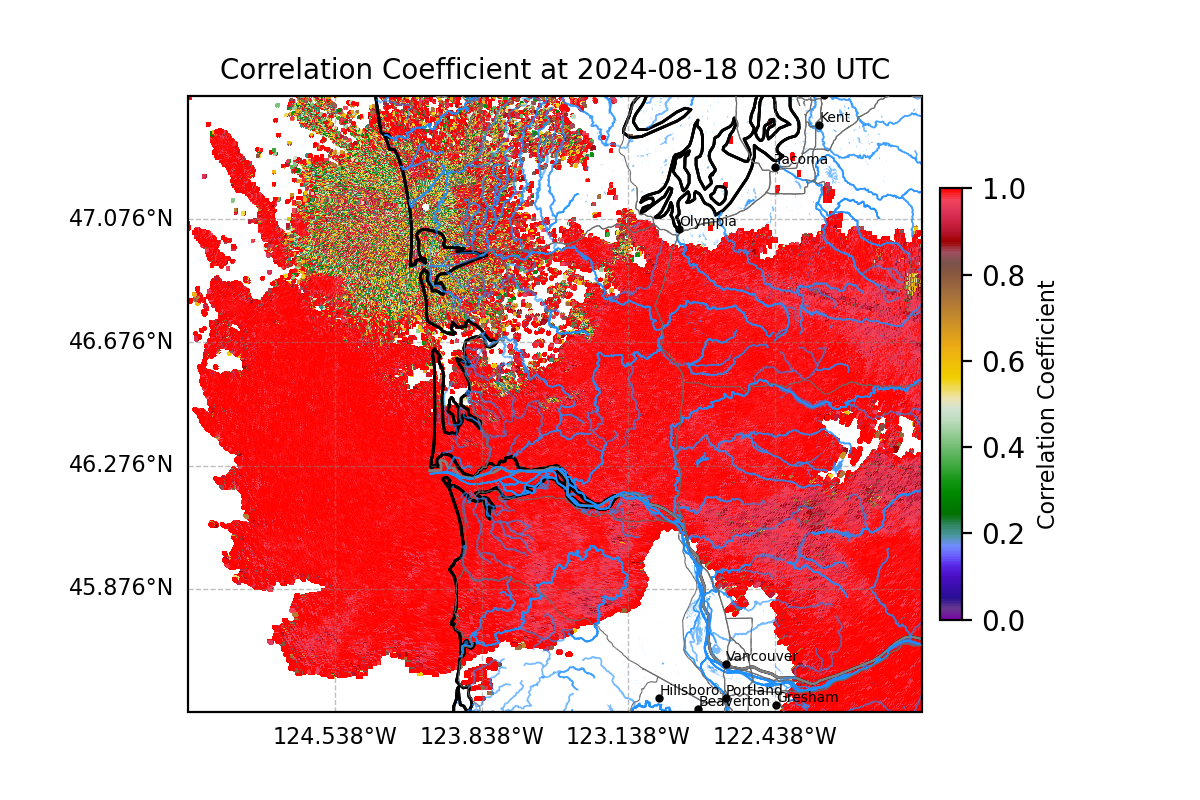 Correlation Coefficient at 2024-08-18 02:30 UTC
Kent
Tacoma
Olympia
47.076°N
46.676°N
46.276°N
45.876°N
Vancouver
Hillsboro
Portland
Beaverton
Gresham
124.538°W
123.838°W
123.138°W
122.438°W
1.0
0.8
0.6
0.4
0.2
0.0
Correlation Coefficient